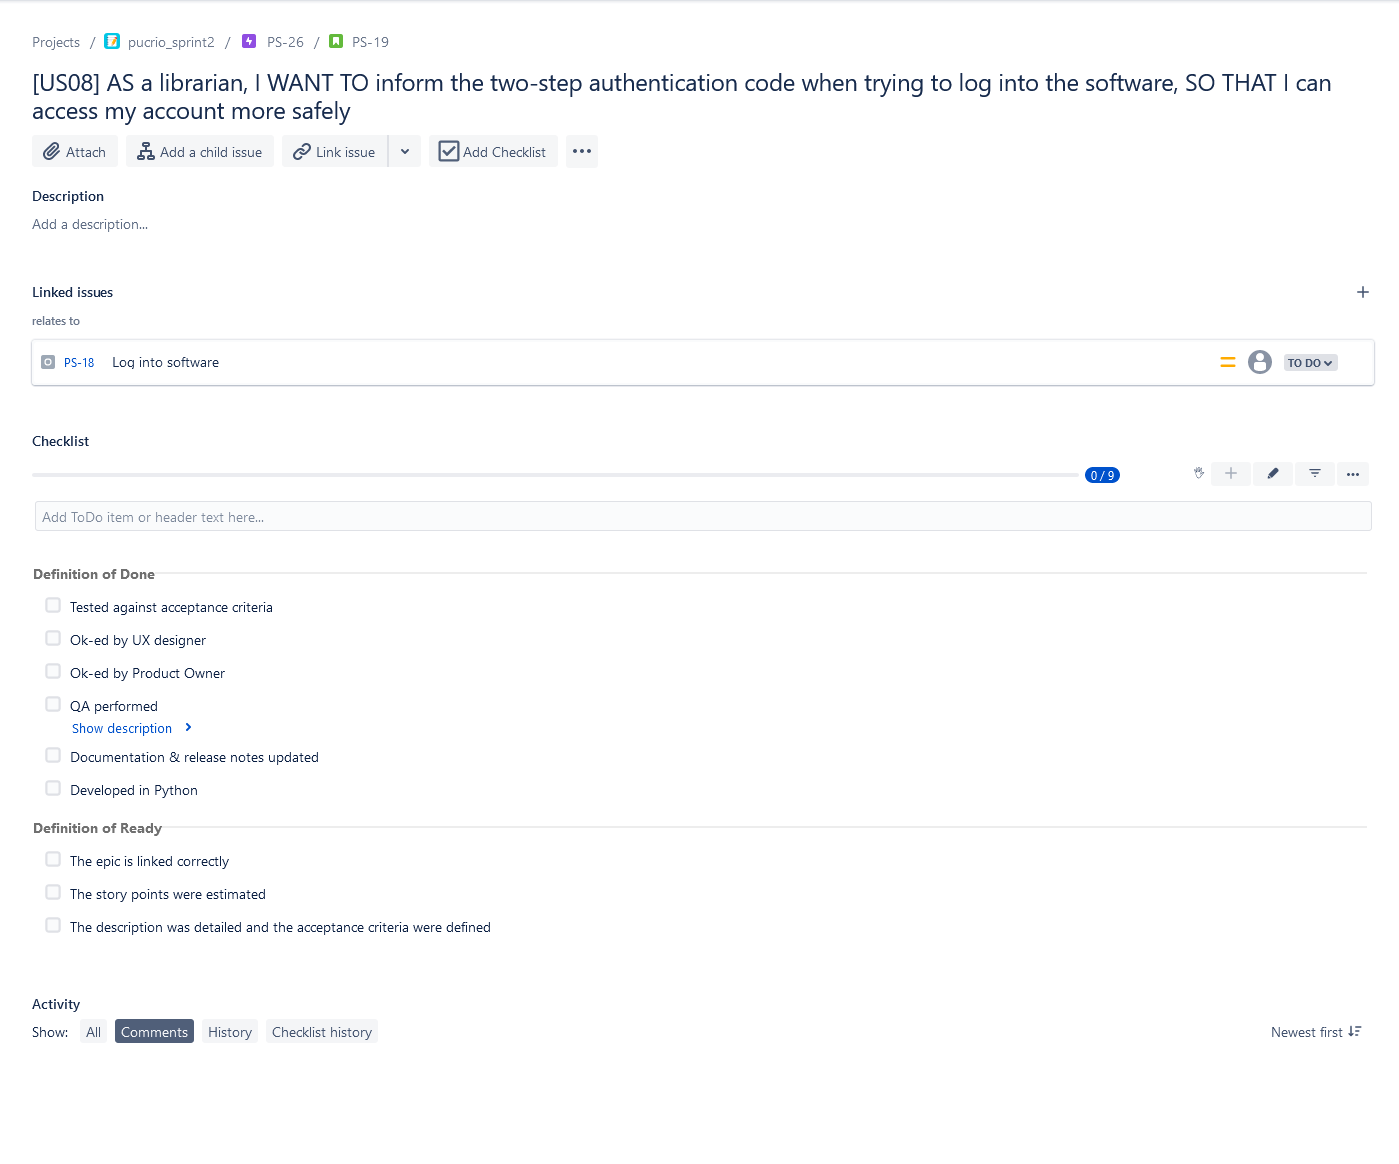 Projects / pucrio_sprint2 / PS-26 / PS-19
[US08] AS a librarian, I WANT TO inform the two-step authentication code when trying to log into the software, SO THAT I can
access my account more safely
Attach Add a child issue Link issue Add Checklist
Description
Add a description...
Linked issues
relates to
PS-18 Log into software TO DO
Checklist
0 / 9
Add ToDo item or header text here...
Definition of Done
Tested against acceptance criteria
Ok-ed by UX designer
Ok-ed by Product Owner
QA performed
Show description
Documentation & release notes updated
Developed in Python
Definition of Ready
The epic is linked correctly
The story points were estimated
The description was detailed and the acceptance criteria were defined
Activity
Show: All Comments History Checklist history Newest first